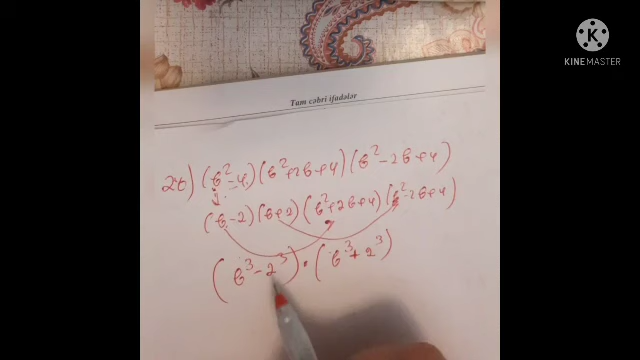 K
KINEMASTER
Tam cəbri ifadələr
26) (b²-4)(b²+2b+4)(b²-2b+4)
(b-2)(b+2)(b²+2b+4)(b²-2b+4)
(b³-2³)·(b³+2³)